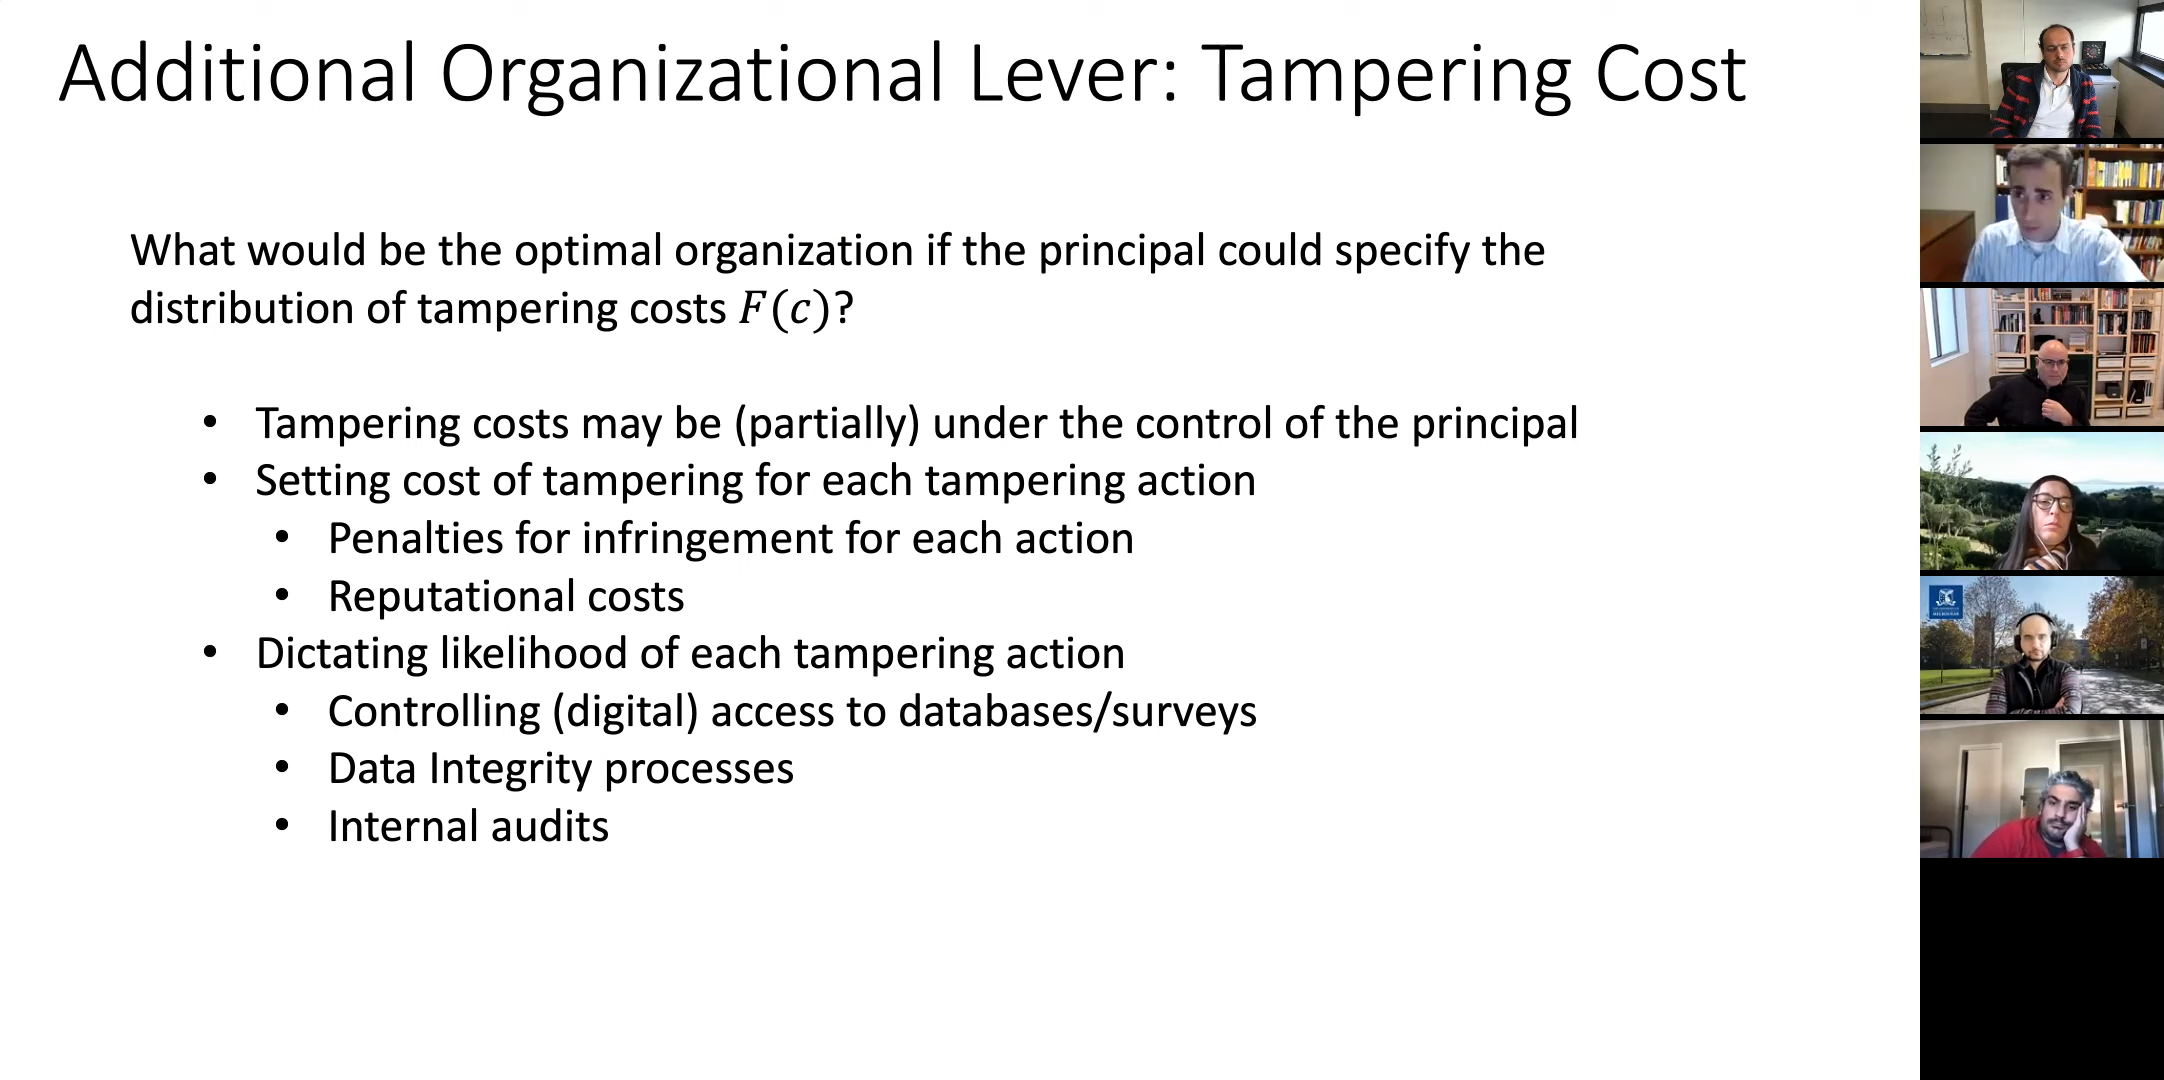 Additional Organizational Lever: Tampering Cost
What would be the optimal organization if the principal could specify the
distribution of tampering costs F(c)?
• Tampering costs may be (partially) under the control of the principal
• Setting cost of tampering for each tampering action
• Penalties for infringement for each action
• Reputational costs
• Dictating likelihood of each tampering action
• Controlling (digital) access to databases/surveys
• Data Integrity processes
• Internal audits
MELBOURNE